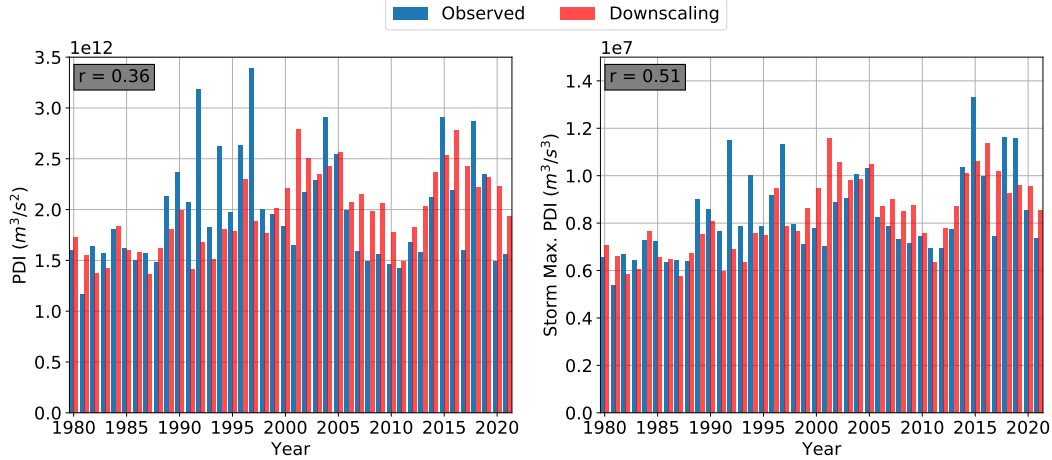 Observed Downscaling
1e12
r = 0.36
3.5
3.0
2.5
2.0
1.5
1.0
0.5
0.0
PDI (m³/s²)
1980 1985 1990 1995 2000 2005 2010 2015 2020
Year
1e7
r = 0.51
1.4
1.2
1.0
0.8
0.6
0.4
0.2
0.0
Storm Max. PDI (m³/s³)
1980 1985 1990 1995 2000 2005 2010 2015 2020
Year